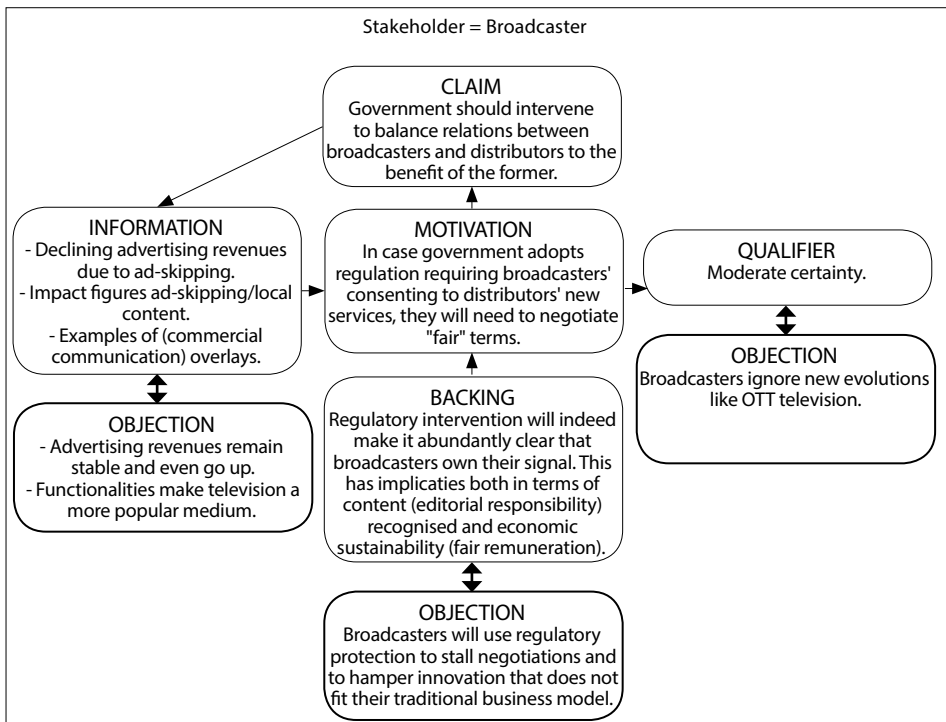 Stakeholder = Broadcaster
CLAIM
Government should intervene
to balance relations between
broadcasters and distributors to the
benefit of the former.
INFORMATION
- Declining advertising revenues
due to ad-skipping.
- Impact figures ad-skipping/local
content.
- Examples of (commercial
communication) overlays.
MOTIVATION
In case government adopts
regulation requiring broadcasters'
consenting to distributors' new
services, they will need to negotiate
"fair" terms.
QUALIFIER
Moderate certainty.
OBJECTION
- Advertising revenues remain
stable and even go up.
- Functionalities make television a
more popular medium.
BACKING
Regulatory intervention will indeed
make it abundantly clear that
broadcasters own their signal. This
has implicaties both in terms of
content (editorial responsibility)
recognised and economic
sustainability (fair remuneration).
OBJECTION
Broadcasters ignore new evolutions
like OTT television.
OBJECTION
Broadcasters will use regulatory
protection to stall negotiations and
to hamper innovation that does not
fit their traditional business model.